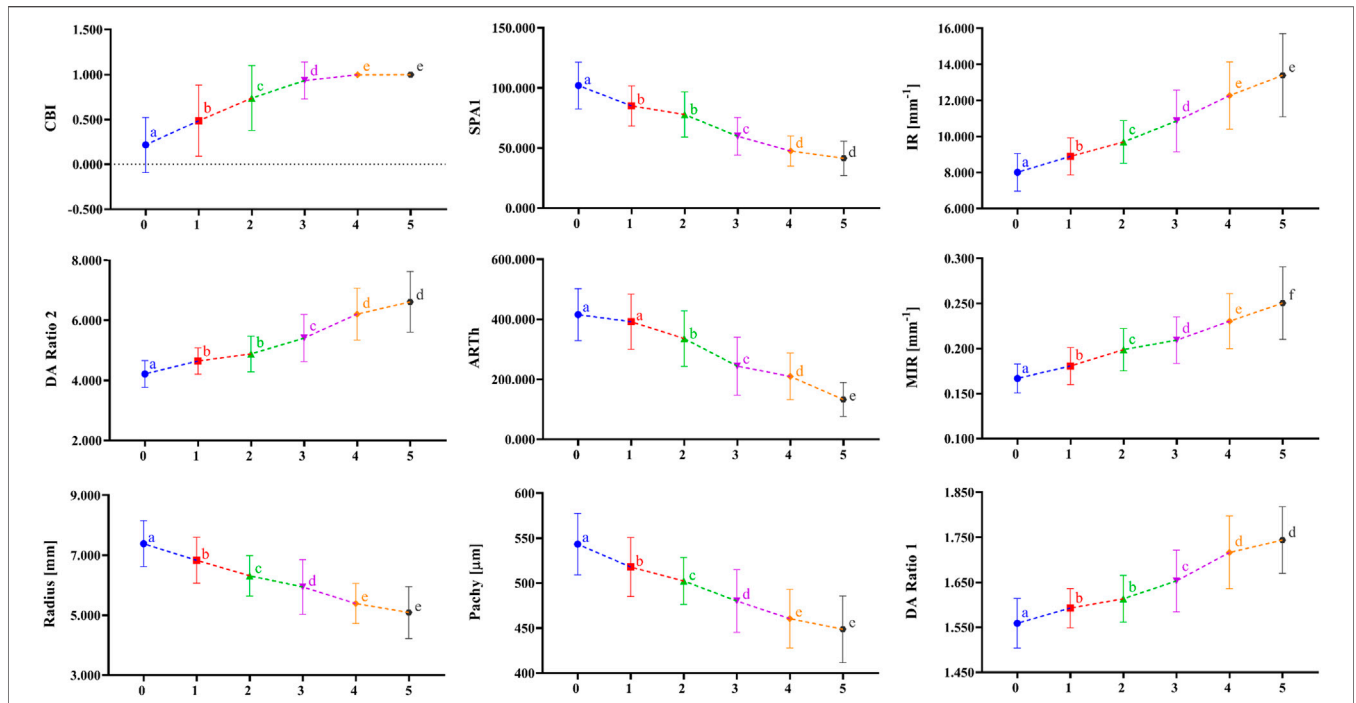 CBI
1.500
1.000
0.500
0.000
-0.500
a
b
c
d
e
e
0 1 2 3 4 5
SPA1
150.000
100.000
50.000
0.000
a
b
b
c
d
d
0 1 2 3 4 5
IR [mm⁻¹]
16.000
14.000
12.000
10.000
8.000
6.000
a
b
c
d
e
e
0 1 2 3 4 5
DA Ratio 2
8.000
6.000
4.000
2.000
a
b
b
c
d
d
0 1 2 3 4 5
ARTh
600.000
400.000
200.000
0.000
a
a
b
c
d
e
0 1 2 3 4 5
MIR [mm⁻¹]
0.300
0.250
0.200
0.150
0.100
a
b
c
d
e
f
0 1 2 3 4 5
Radius [mm]
9.000
7.000
5.000
3.000
a
b
c
d
e
e
0 1 2 3 4 5
Pachy [µm]
600
550
500
450
400
a
b
c
d
e
e
0 1 2 3 4 5
DA Ratio 1
1.850
1.750
1.650
1.550
1.450
a
b
b
c
d
d
0 1 2 3 4 5